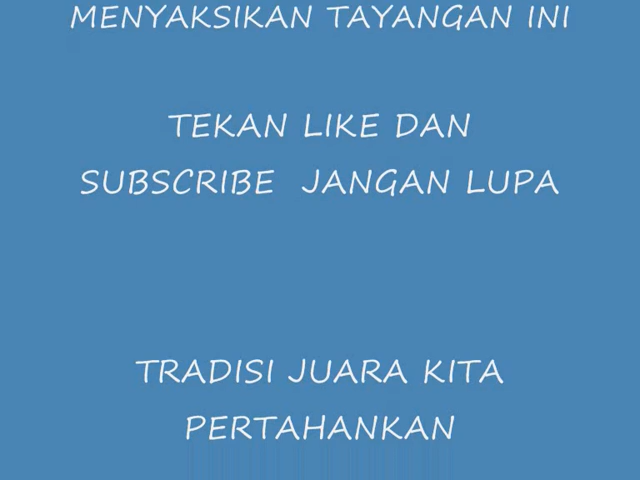 MENYAKSIKAN TAYANGAN INI
TEKAN LIKE DAN
SUBSCRIBE JANGAN LUPA
TRADISI JUARA KITA
PERTAHANKAN